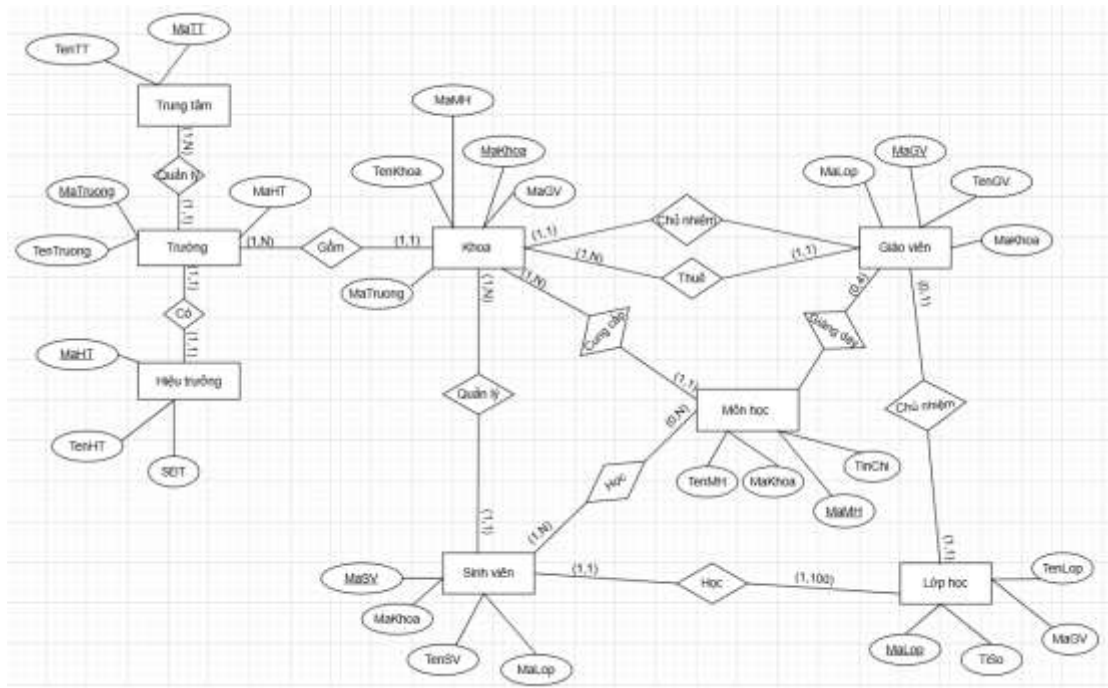 MaTT
TenTT
Trung tâm
(1,N)
Quản lý
(1,1)
MaTruong
MaHT
TenTruong
Trường
(1,N)
Gồm
(1,1)
(1,1)
Có
(1,1)
MaHT
Hiệu trưởng
TenHT
SĐT
MaMH
MaKhoa
TenKhoa
MaGV
Khoa
MaTruong
(1,1)
Chủ nhiệm
(1,N)
Thuê
(1,1)
MaGV
MaLop
TenGV
Giáo viên
MaKhoa
(1,N)
(1,N)
Cung cấp
(1,1)
(0,4)
Giảng dạy
(0,1)
Chủ nhiệm
(1,1)
Quản lý
(1,1)
Môn học
(0,N)
Học
(1,N)
TenMH
MaKhoa
TinChi
MaMH
MaSV
Sinh viên
MaKhoa
TenSV
MaLop
(1,1)
Học
(1,100)
Lớp học
TenLop
MaGV
MaLop
TiSo